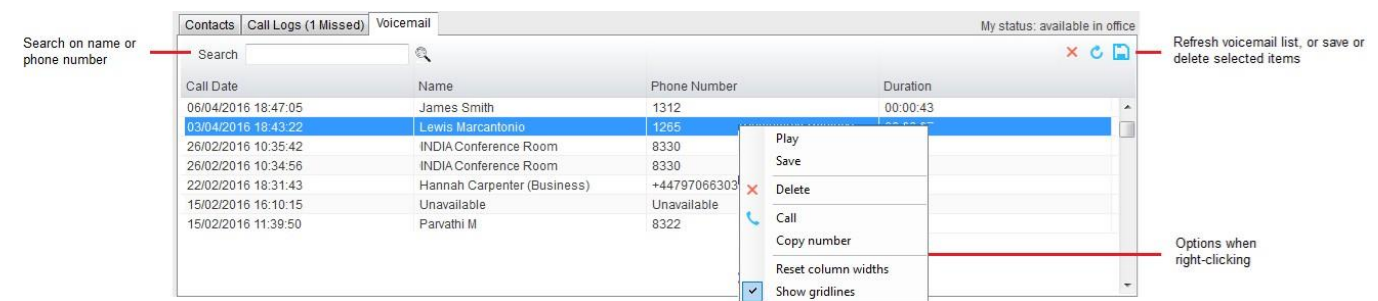 Contacts Call Logs (1 Missed) Voicemail My status: available in office
Search on name or
phone number
Search
Refresh voicemail list, or save or
delete selected items
Call Date Name Phone Number Duration
06/04/2016 18:47:05 James Smith 1312 00:00:43
03/04/2016 18:43:22 Lewis Marcantonio 1265
26/02/2016 10:35:42 INDIA Conference Room 8330
26/02/2016 10:34:56 INDIA Conference Room 8330
22/02/2016 18:31:43 Hannah Carpenter (Business) +44797066303
15/02/2016 16:10:15 Unavailable Unavailable
15/02/2016 11:39:50 Parvathi M 8322
Play
Save
Delete
Call
Copy number
Reset column widths
Show gridlines
Options when
right-clicking